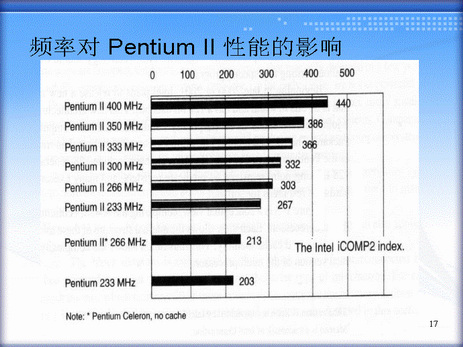 频率对 Pentium II 性能的影响
0 100 200 300 400 500
Pentium II 400 MHz 440
Pentium II 350 MHz 386
Pentium II 333 MHz 366
Pentium II 300 MHz 332
Pentium II 266 MHz 303
Pentium II 233 MHz 267
Pentium II* 266 MHz 213
The Intel iCOMP2 index.
Pentium 233 MHz 203
Note: * Pentium Celeron, no cache
17